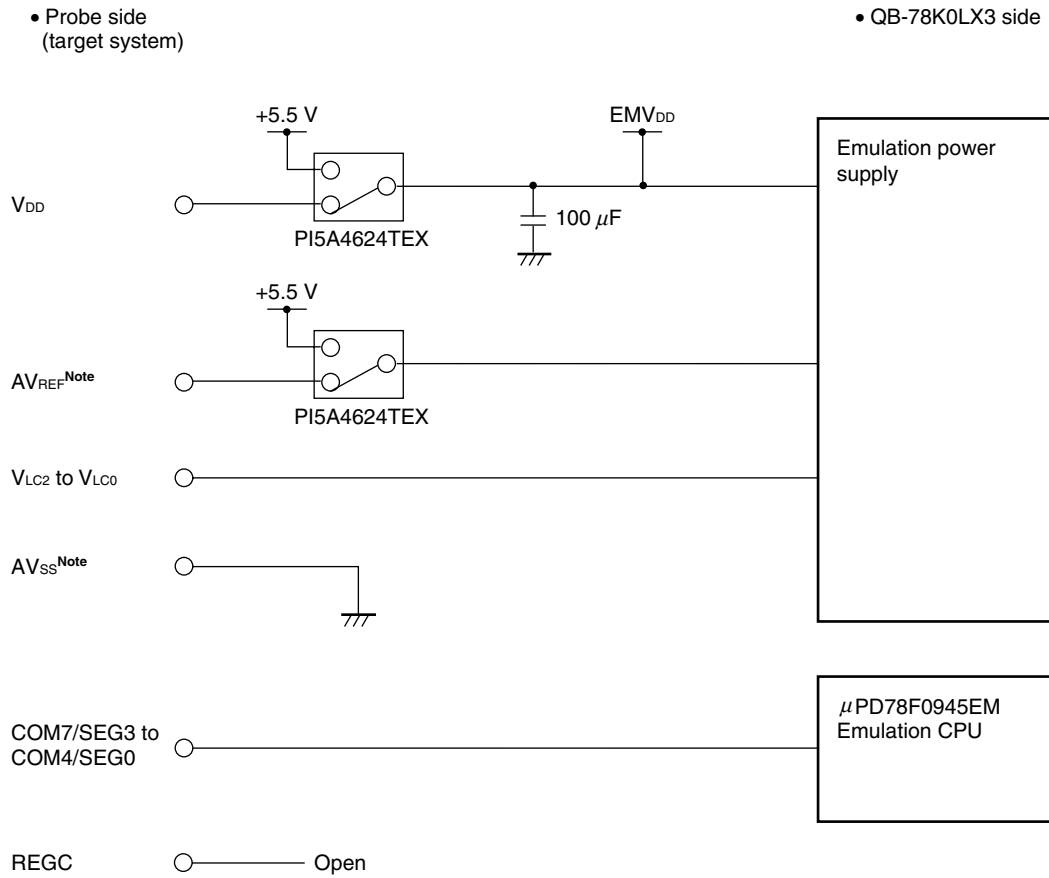 • Probe side
(target system)
• QB-78K0LX3 side
+5.5 V
EMVDD
Emulation power
supply
VDD
100 μF
PI5A4624TEX
+5.5 V
AVREFNote
PI5A4624TEX
VLC2 to VLC0
AVSSNote
μPD78F0945EM
Emulation CPU
COM7/SEG3 to
COM4/SEG0
REGC
Open